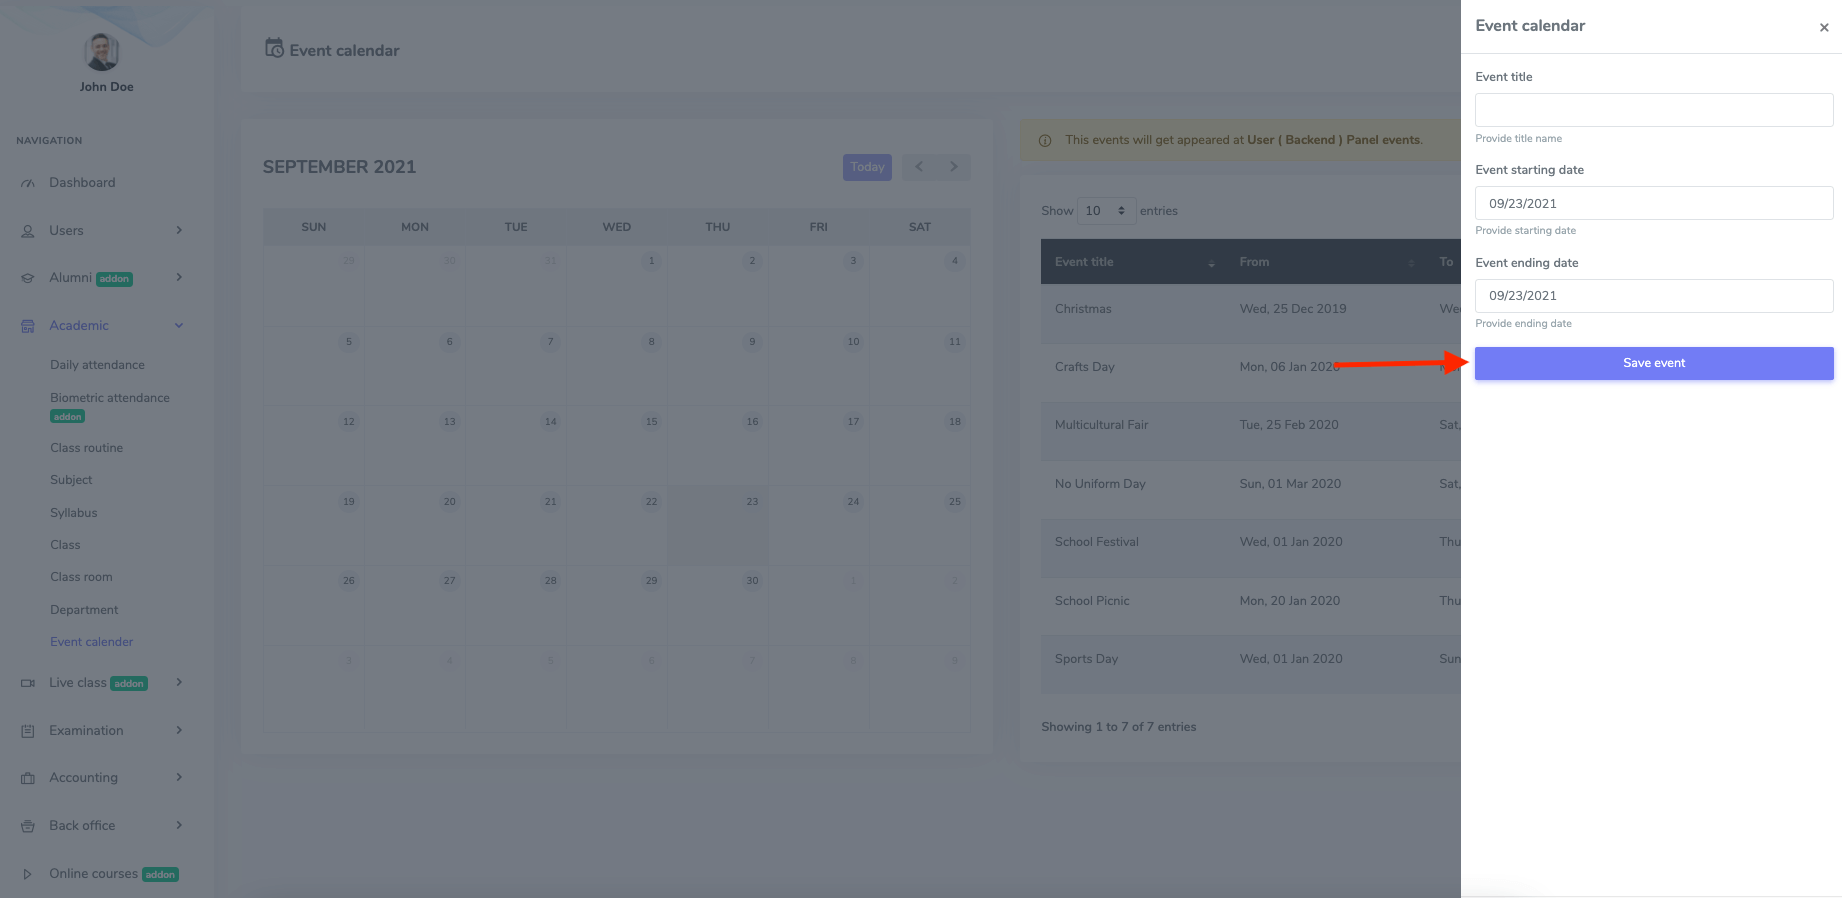 John Doe
NAVIGATION
Dashboard
Users
Alumni addon
Academic
Daily attendance
Biometric attendance
addon
Class routine
Subject
Syllabus
Class
Class room
Department
Event calender
Live class addon
Examination
Accounting
Back office
Online courses addon
Event calendar
SEPTEMBER 2021
Today
SUN MON TUE WED THU FRI SAT
29 30 31 1 2 3 4
5 6 7 8 9 10 11
12 13 14 15 16 17 18
19 20 21 22 23 24 25
26 27 28 29 30 1 2
3 4 5 6 7 8 9
This events will get appeared at User ( Backend ) Panel events.
Show 10 entries
Event title From To
Christmas Wed, 25 Dec 2019
Crafts Day Mon, 06 Jan 2020
Multicultural Fair Tue, 25 Feb 2020 Sat,
No Uniform Day Sun, 01 Mar 2020 Sat,
School Festival Wed, 01 Jan 2020 Thu
School Picnic Mon, 20 Jan 2020 Thu
Sports Day Wed, 01 Jan 2020 Sun
Showing 1 to 7 of 7 entries
Event calendar ×
Event title
Provide title name
Event starting date
09/23/2021
Provide starting date
Event ending date
09/23/2021
Provide ending date
Save event